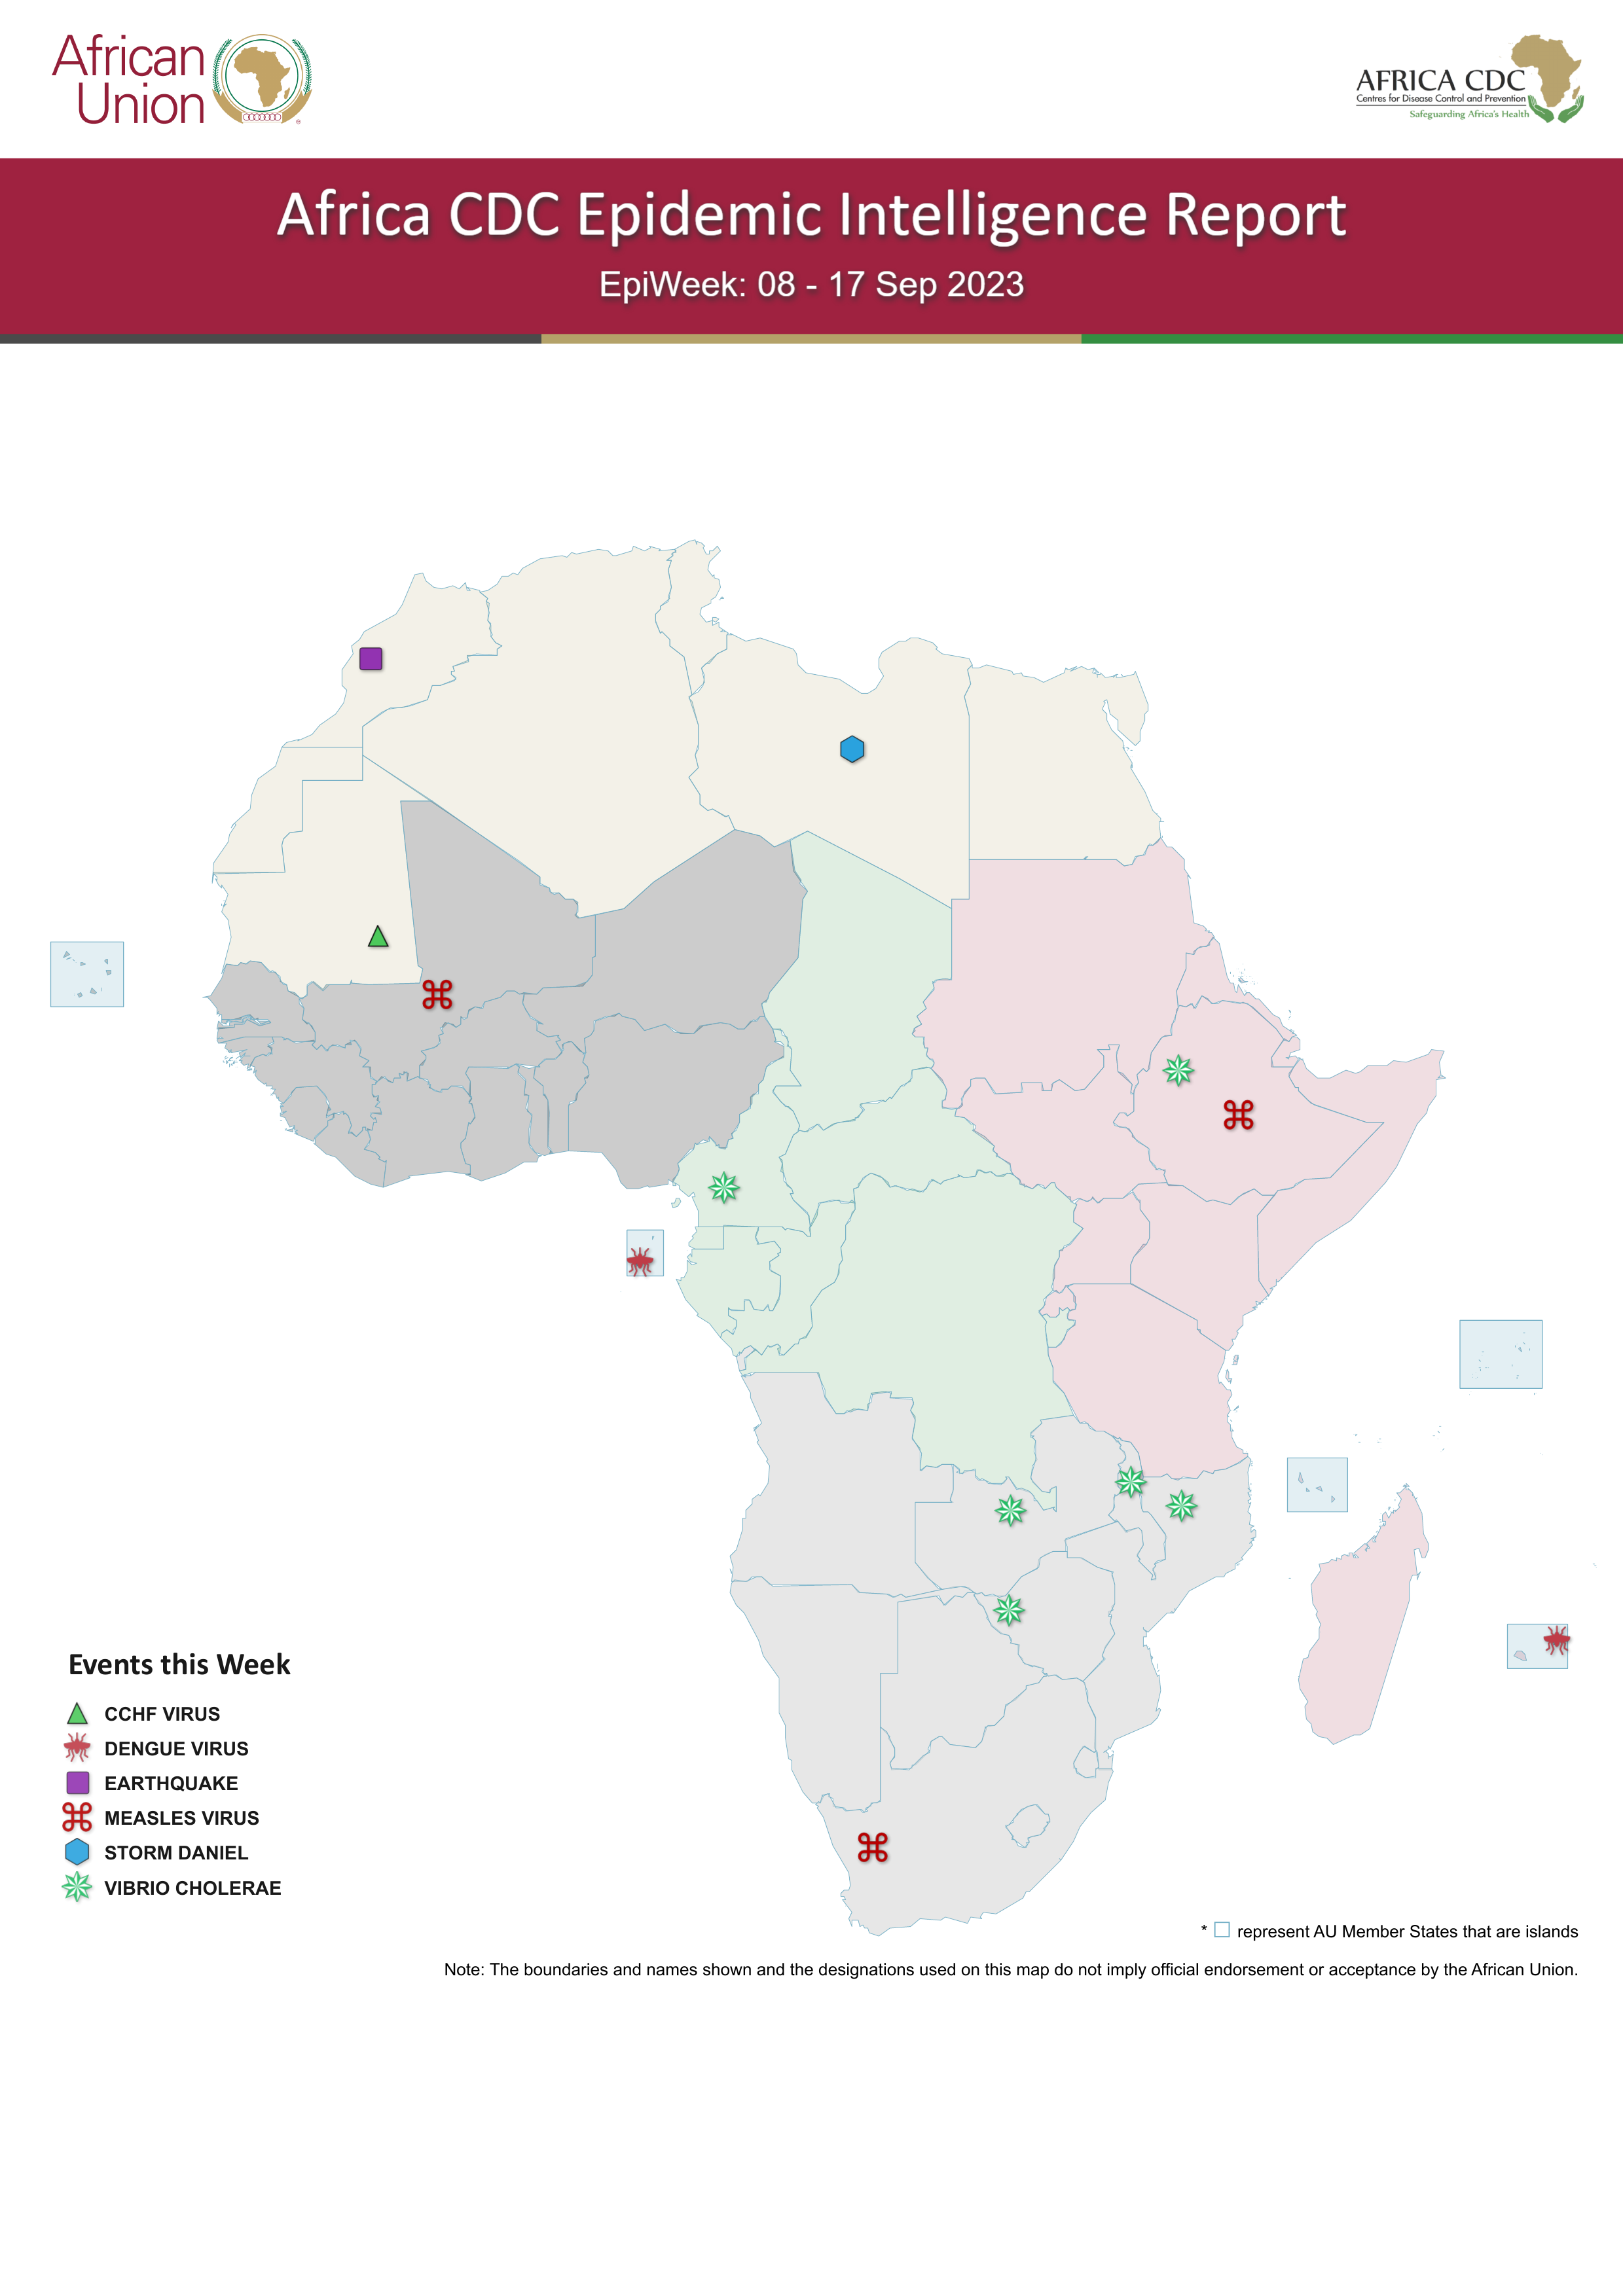 African
Union
AFRICA CDC
Centres for Disease Control and Prevention
Safeguarding Africa's Health
Africa CDC Epidemic Intelligence Report
EpiWeek: 08 - 17 Sep 2023
Events this Week
CCHF VIRUS
DENGUE VIRUS
EARTHQUAKE
MEASLES VIRUS
STORM DANIEL
VIBRIO CHOLERAE
* represent AU Member States that are islands
Note: The boundaries and names shown and the designations used on this map do not imply official endorsement or acceptance by the African Union.